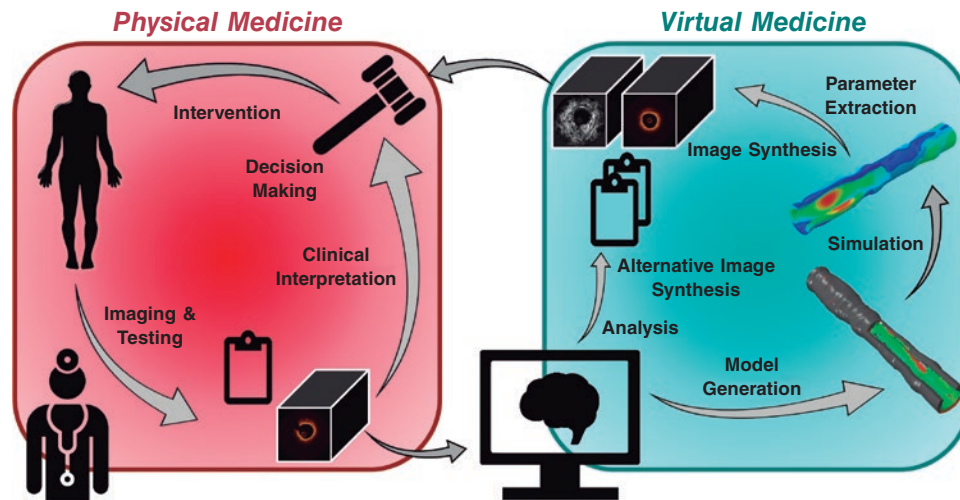 Physical Medicine
Virtual Medicine
Intervention
Decision
Making
Clinical
Interpretation
Imaging &
Testing
Parameter
Extraction
Image Synthesis
Simulation
Alternative Image
Synthesis
Analysis
Model
Generation